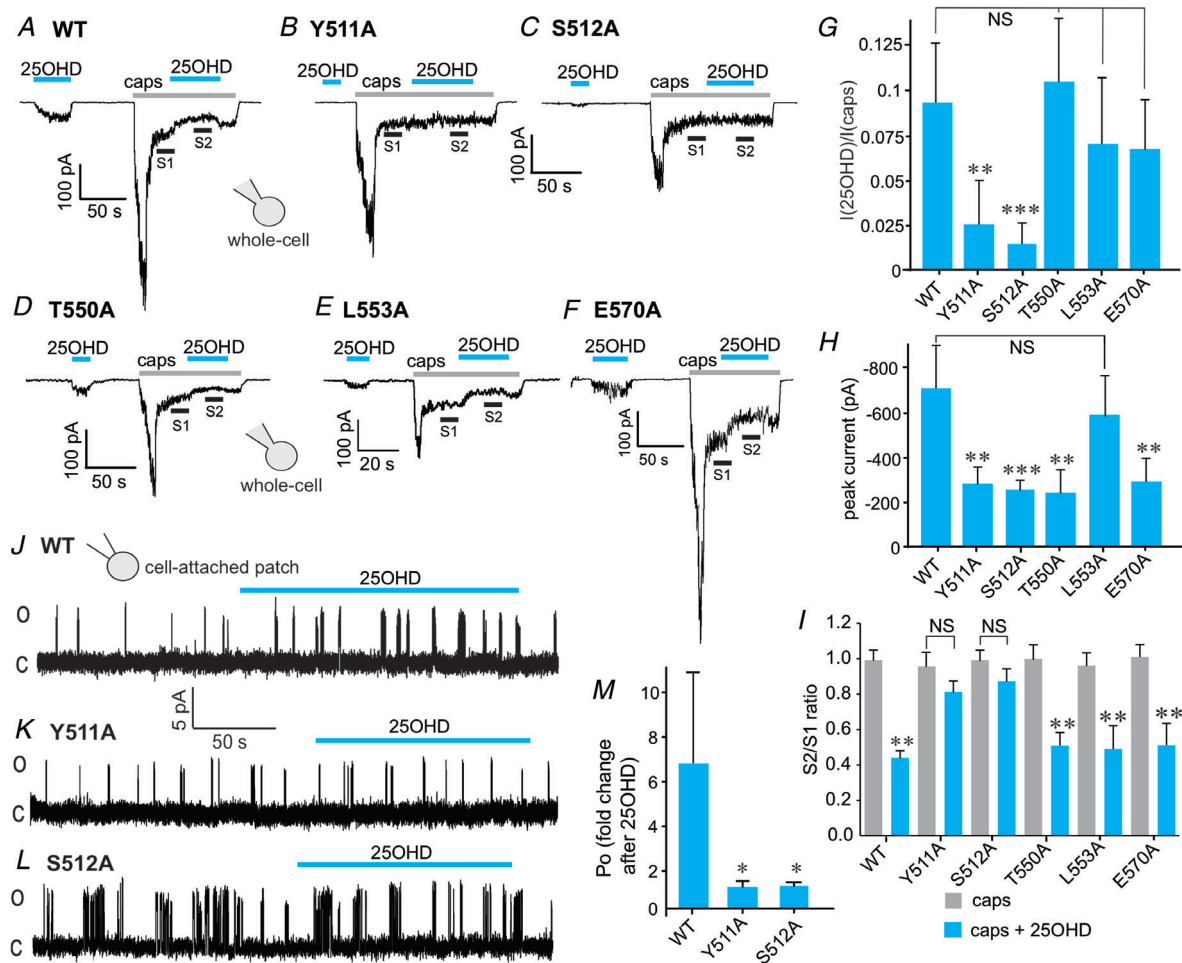 A WT
25OHD
25OHD
caps
S1
S2
100 pA
50 s
whole-cell
B Y511A
25OHD
25OHD
caps
S1
S2
C S512A
25OHD
25OHD
caps
S1
S2
100 pA
50 s
D T550A
25OHD
25OHD
caps
S1
S2
100 pA
50 s
whole-cell
E L553A
25OHD
25OHD
caps
S1
S2
100 pA
20 s
F E570A
25OHD
25OHD
caps
S1
S2
100 pA
50 s
G
NS
I(25OHD)/I(caps)
0.125
0.1
0.075
0.05
0.025
0
**
***
WT
Y511A
S512A
T550A
L553A
E570A
H
NS
peak current (pA)
-800
-600
-400
-200
0
**
***
**
**
WT
Y511A
S512A
T550A
L553A
E570A
I
NS
NS
S2/S1 ratio
1.2
1.0
0.8
0.6
0.4
0.2
0.0
**
**
**
**
WT
Y511A
S512A
T550A
L553A
E570A
caps
caps + 25OHD
J WT
cell-attached patch
25OHD
O
C
5 pA
50 s
K Y511A
25OHD
O
C
L S512A
25OHD
O
C
M
Po (fold change
after 25OHD)
10
8
6
4
2
0
*
*
WT
Y511A
S512A